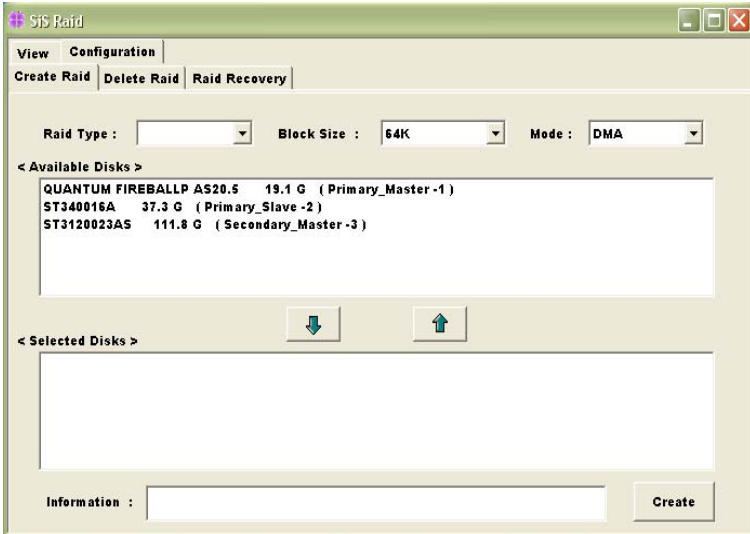 SiS Raid
View Configuration
Create Raid Delete Raid Raid Recovery
Raid Type : Block Size : 64K Mode : DMA
< Available Disks >
QUANTUM FIREBALLP AS20.5 19.1 G ( Primary_Master -1 )
ST340016A 37.3 G ( Primary_Slave -2 )
ST3120023AS 111.8 G ( Secondary_Master -3 )
< Selected Disks >
Information : Create